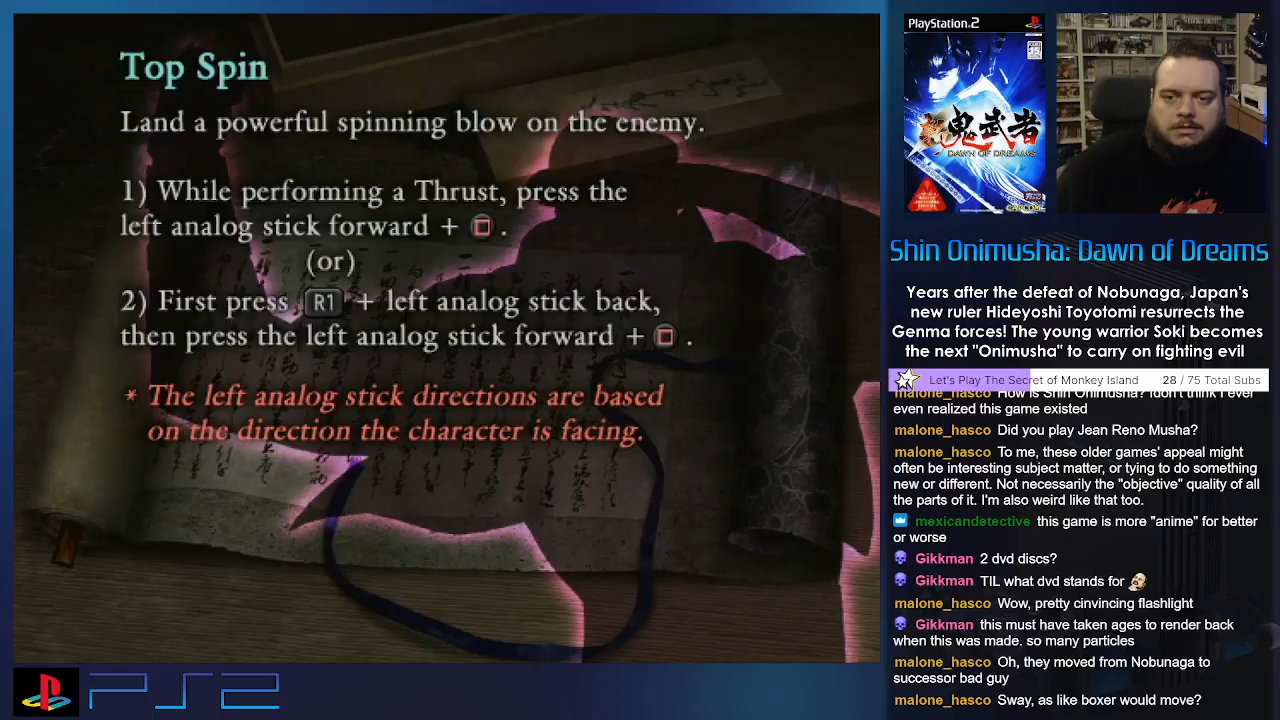 Top Spin
Land a powerful spinning blow on the enemy.
1) While performing a Thrust, press the
left analog stick forward + .
(or)
2) First press R1 + left analog stick back,
then press the left analog stick forward + .
* The left analog stick directions are based
on the direction the character is facing.
PlayStation 2
新 鬼武者
DAWN OF DREAMS
CAPCOM
Shin Onimusha: Dawn of Dreams
Years after the defeat of Nobunaga, Japan's
new ruler Hideyoshi Toyotomi resurrects the
Genma forces! The young warrior Soki becomes
the next "Onimusha" to carry on fighting evil
Let's Play The Secret of Monkey Island 28 / 75 Total Subs
malone_hasco How is Shin Onimusha? Idon't think I ever
even realized this game existed
malone_hasco Did you play Jean Reno Musha?
malone_hasco To me, these older games' appeal might
often be interesting subject matter, or tying to do something
new or different. Not necessarily the "objective" quality of all
the parts of it. I'm also weird like that too.
mexicandetective this game is more "anime" for better
or worse
Gikkman 2 dvd discs?
Gikkman TIL what dvd stands for
malone_hasco Wow, pretty cinvincing flashlight
Gikkman this must have taken ages to render back
when this was made. so many particles
malone_hasco Oh, they moved from Nobunaga to
successor bad guy
malone_hasco Sway, as like boxer would move?
PS2